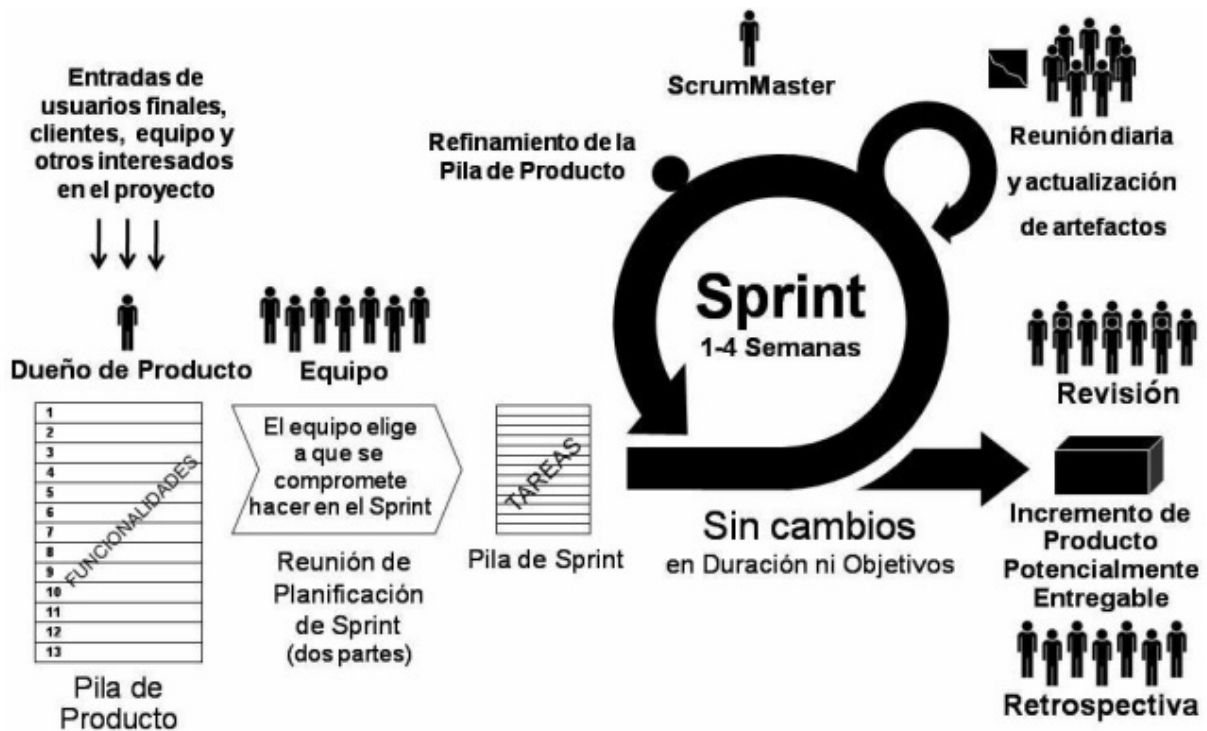 Entradas de
usuarios finales,
clientes, equipo y
otros interesados
en el proyecto
Dueño de Producto
1
2
3
4
5
6
7
8
9
10
11
12
13
FUNCIONALIDADES
Pila de
Producto
Equipo
El equipo elige
a que se
compromete
hacer en el Sprint
Reunión de
Planificación
de Sprint
(dos partes)
TAREAS
Pila de Sprint
ScrumMaster
Refinamiento de la
Pila de Producto
Sprint
1-4 Semanas
Sin cambios
en Duración ni Objetivos
Reunión diaria
y actualización
de artefactos
Revisión
Incremento de
Producto
Potencialmente
Entregable
Retrospectiva